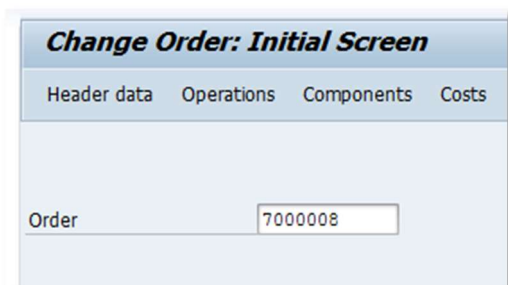 Change Order: Initial Screen
Header data Operations Components Costs
Order 7000008